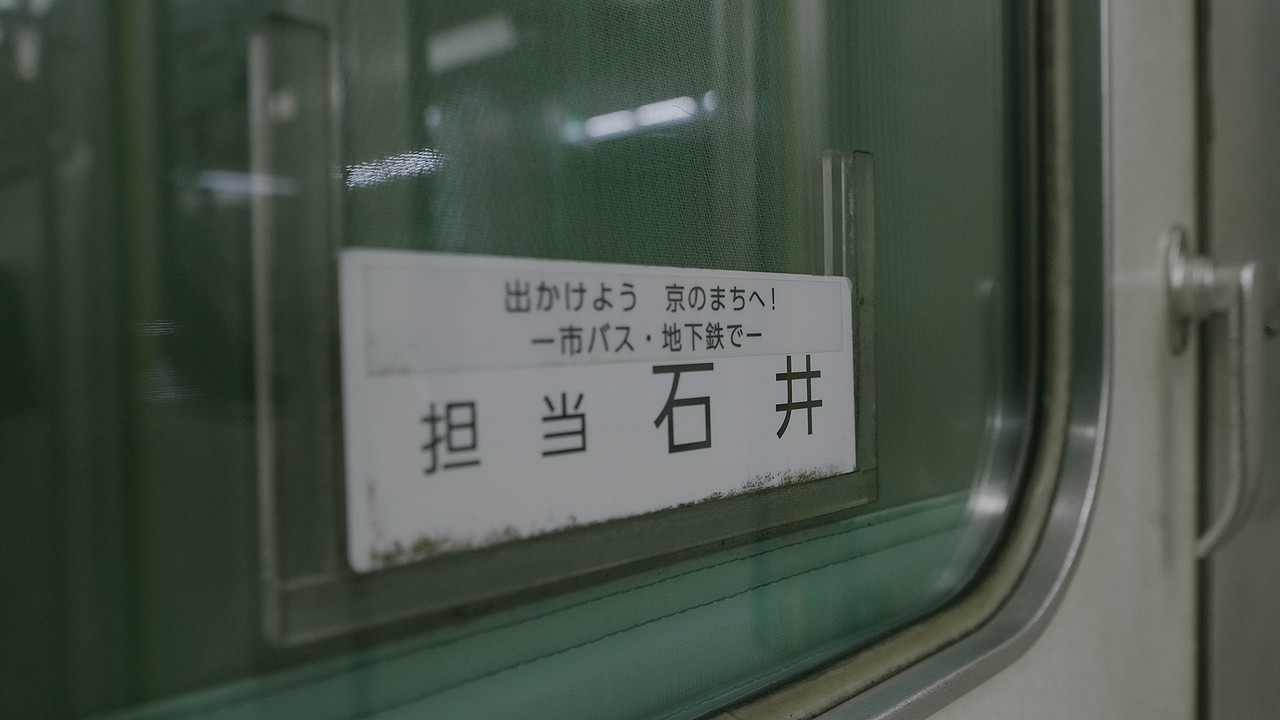 出かけよう　京のまちへ!
ー市バス・地下鉄でー
担当 石井